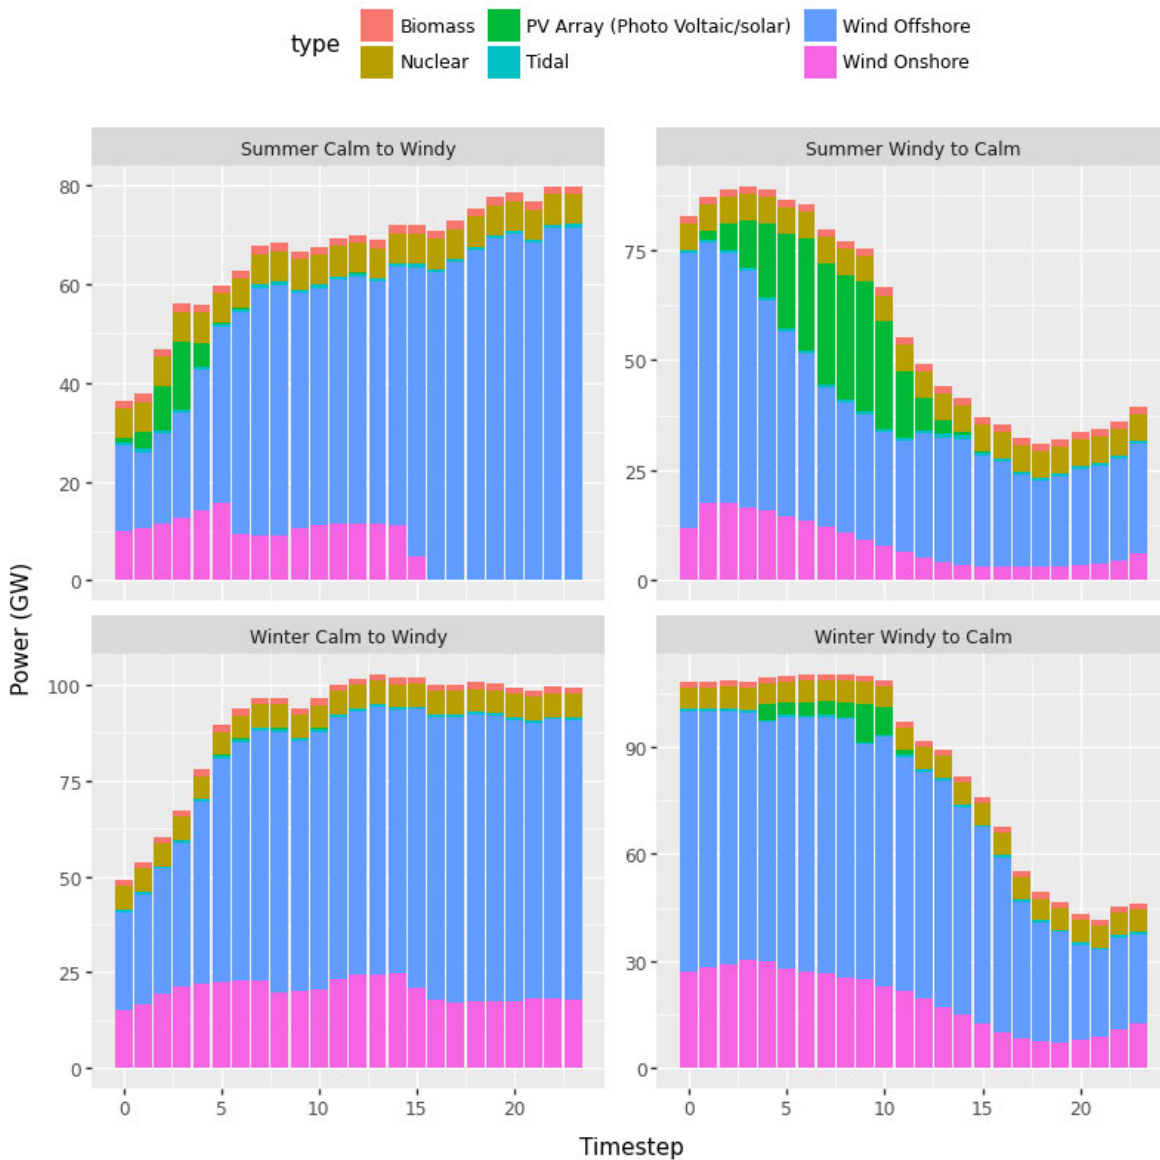 type
Biomass
Nuclear
PV Array (Photo Voltaic/solar)
Tidal
Wind Offshore
Wind Onshore
Summer Calm to Windy
Summer Windy to Calm
80
60
40
20
0
75
50
25
0
Power (GW)
Winter Calm to Windy
Winter Windy to Calm
100
75
50
25
0
90
60
30
0
0 5 10 15 20
0 5 10 15 20
Timestep